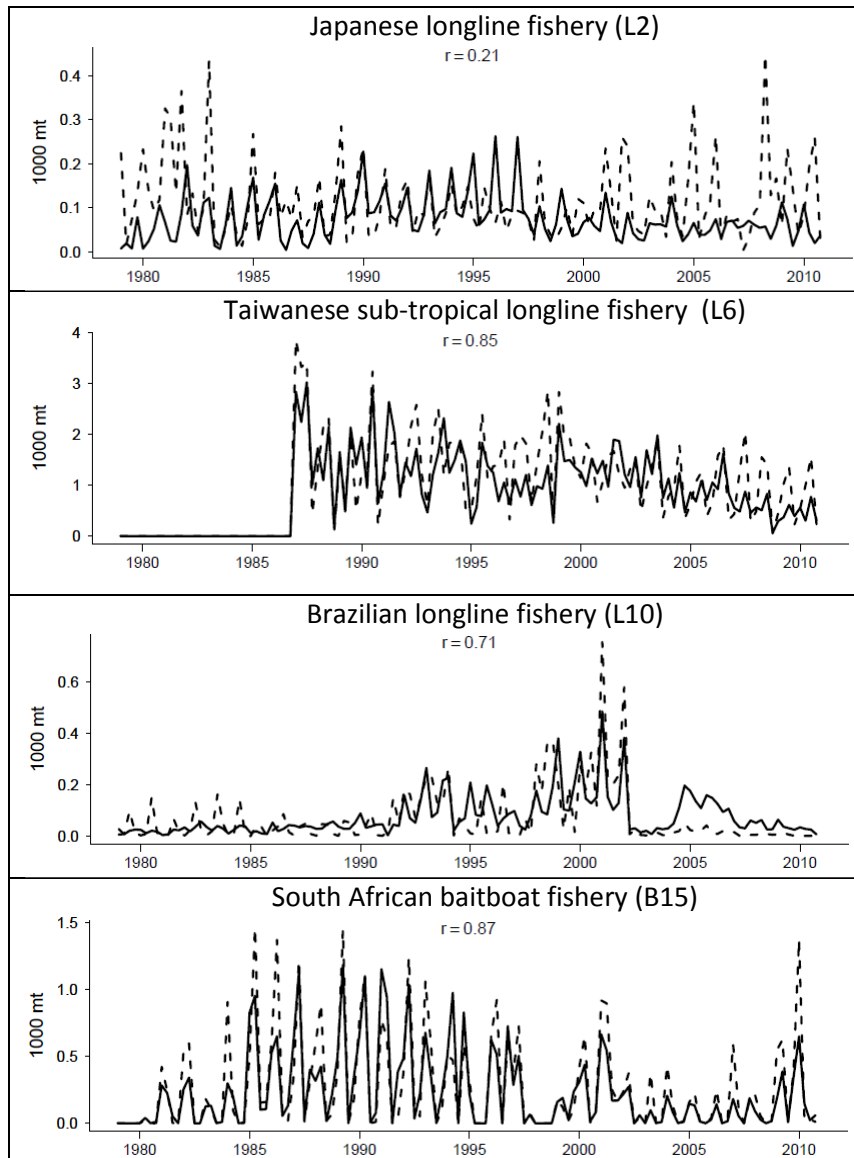 Japanese longline fishery (L2)
r = 0.21
1000 mt
0.4
0.3
0.2
0.1
0.0
1980 1985 1990 1995 2000 2005 2010
Taiwanese sub-tropical longline fishery (L6)
r = 0.85
1000 mt
4
3
2
1
0
1980 1985 1990 1995 2000 2005 2010
Brazilian longline fishery (L10)
r = 0.71
1000 mt
0.6
0.4
0.2
0.0
1980 1985 1990 1995 2000 2005 2010
South African baitboat fishery (B15)
r = 0.87
1000 mt
1.5
1.0
0.5
0.0
1980 1985 1990 1995 2000 2005 2010